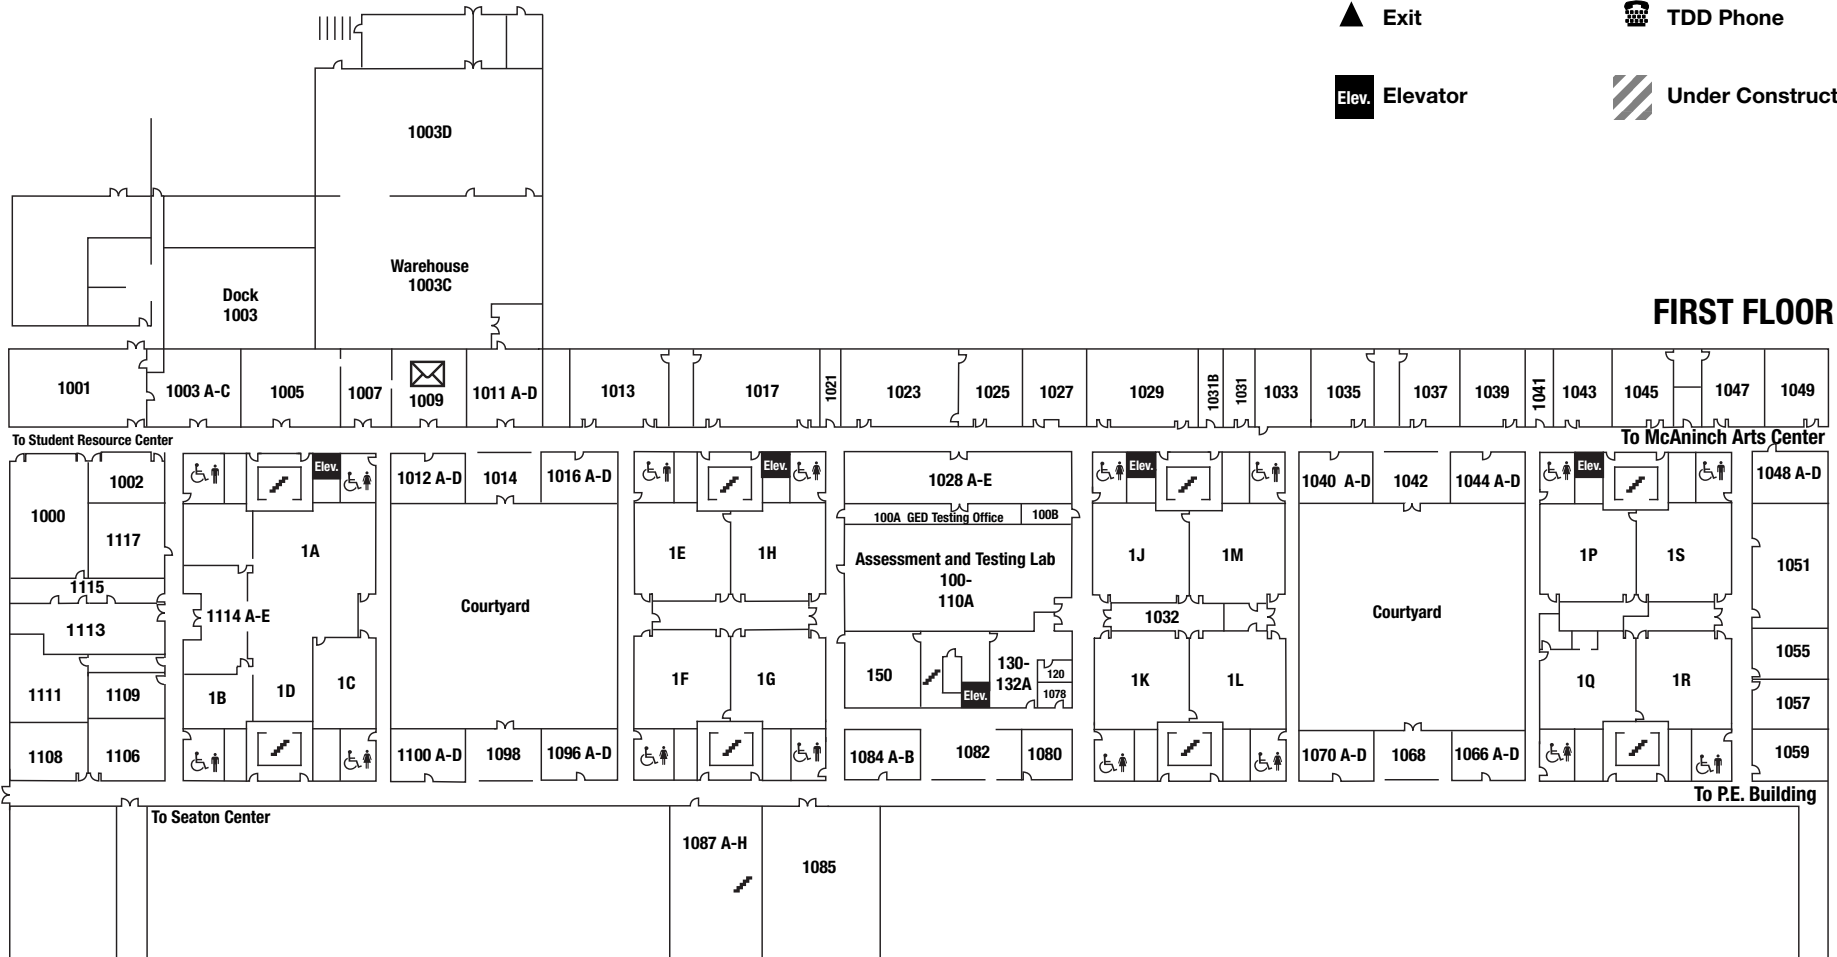 Exit
TDD Phone
Elev.
Elevator
Under Construct
1003D
Warehouse
1003C
Dock
1003
FIRST FLOOR
1001
1003 A-C
1005
1007
1009
1011 A-D
1013
1017
1021
1023
1025
1027
1029
1031B
1031
1033
1035
1037
1039
1041
1043
1045
1047
1049
To Student Resource Center
To McAninch Arts Center
1000
1002
1117
1115
1113
1111
1109
1108
1106
Elev.
1A
1114 A-E
1B
1D
1C
1012 A-D
1014
1016 A-D
Courtyard
1100 A-D
1098
1096 A-D
Elev.
1E
1H
1F
1G
1028 A-E
100A GED Testing Office
100B
Assessment and Testing Lab
100-
110A
150
Elev.
130-
132A
120
1078
1084 A-B
1082
1080
Elev.
1J
1M
1032
1K
1L
1040 A-D
1042
1044 A-D
Courtyard
1070 A-D
1068
1066 A-D
Elev.
1P
1S
1Q
1R
1048 A-D
1051
1055
1057
1059
To P.E. Building
To Seaton Center
1087 A-H
1085